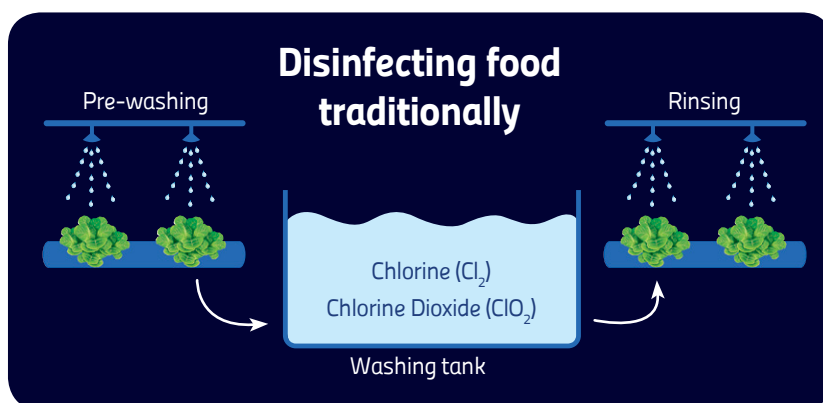 Disinfecting food
traditionally
Pre-washing
Rinsing
Chlorine (Cl₂)
Chlorine Dioxide (ClO₂)
Washing tank